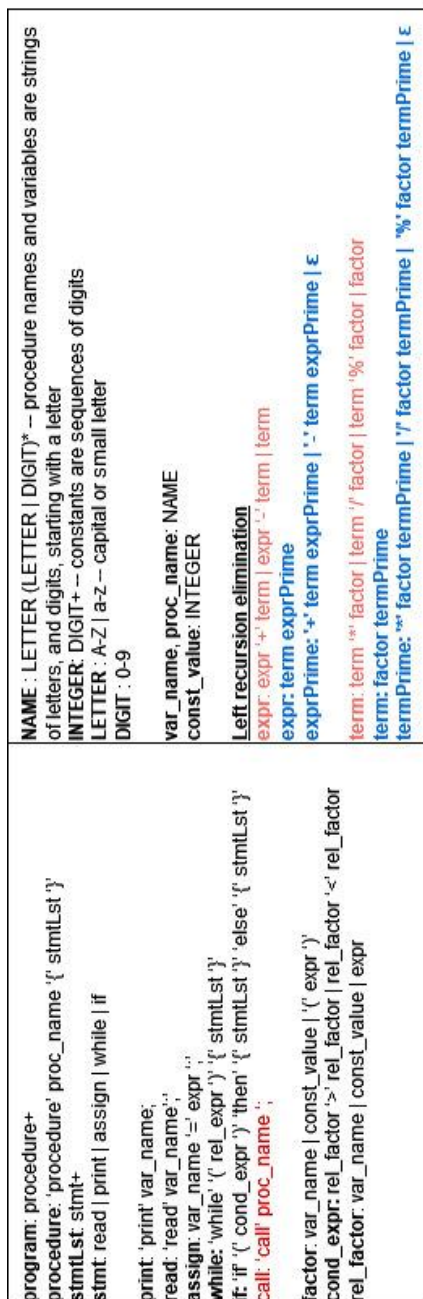 program: procedure+
procedure: 'procedure' proc_name '{' stmtLst '}'
stmtLst: stmt+
stmt: read | print | assign | while | if
print: 'print' var_name;
read: 'read' var_name';'
assign: var_name '=' expr ';'
while: 'while' '(' rel_expr ')' '{' stmtLst '}'
if: 'if' '(' cond_expr ')' 'then' '{' stmtLst '}' 'else' '{' stmtLst '}'
call: 'call' proc_name ';
factor: var_name | const_value | '(' expr ')'
cond_expr: rel_factor '>' rel_factor | rel_factor '<' rel_factor
rel_factor: var_name | const_value | expr
NAME : LETTER (LETTER | DIGIT)* – procedure names and variables are strings
of letters, and digits, starting with a letter
INTEGER: DIGIT+ – constants are sequences of digits
LETTER : A-Z | a-z – capital or small letter
DIGIT : 0-9
var_name, proc_name: NAME
const_value: INTEGER
Left recursion elimination
expr: expr '+' term | expr '-' term | term
expr: term exprPrime
exprPrime: '+' term exprPrime | '-' term exprPrime | ε
term: term '*' factor | term '/' factor | term '%' factor | factor
term: factor termPrime
termPrime: '*' factor termPrime | '/' factor termPrime | '%' factor termPrime | ε